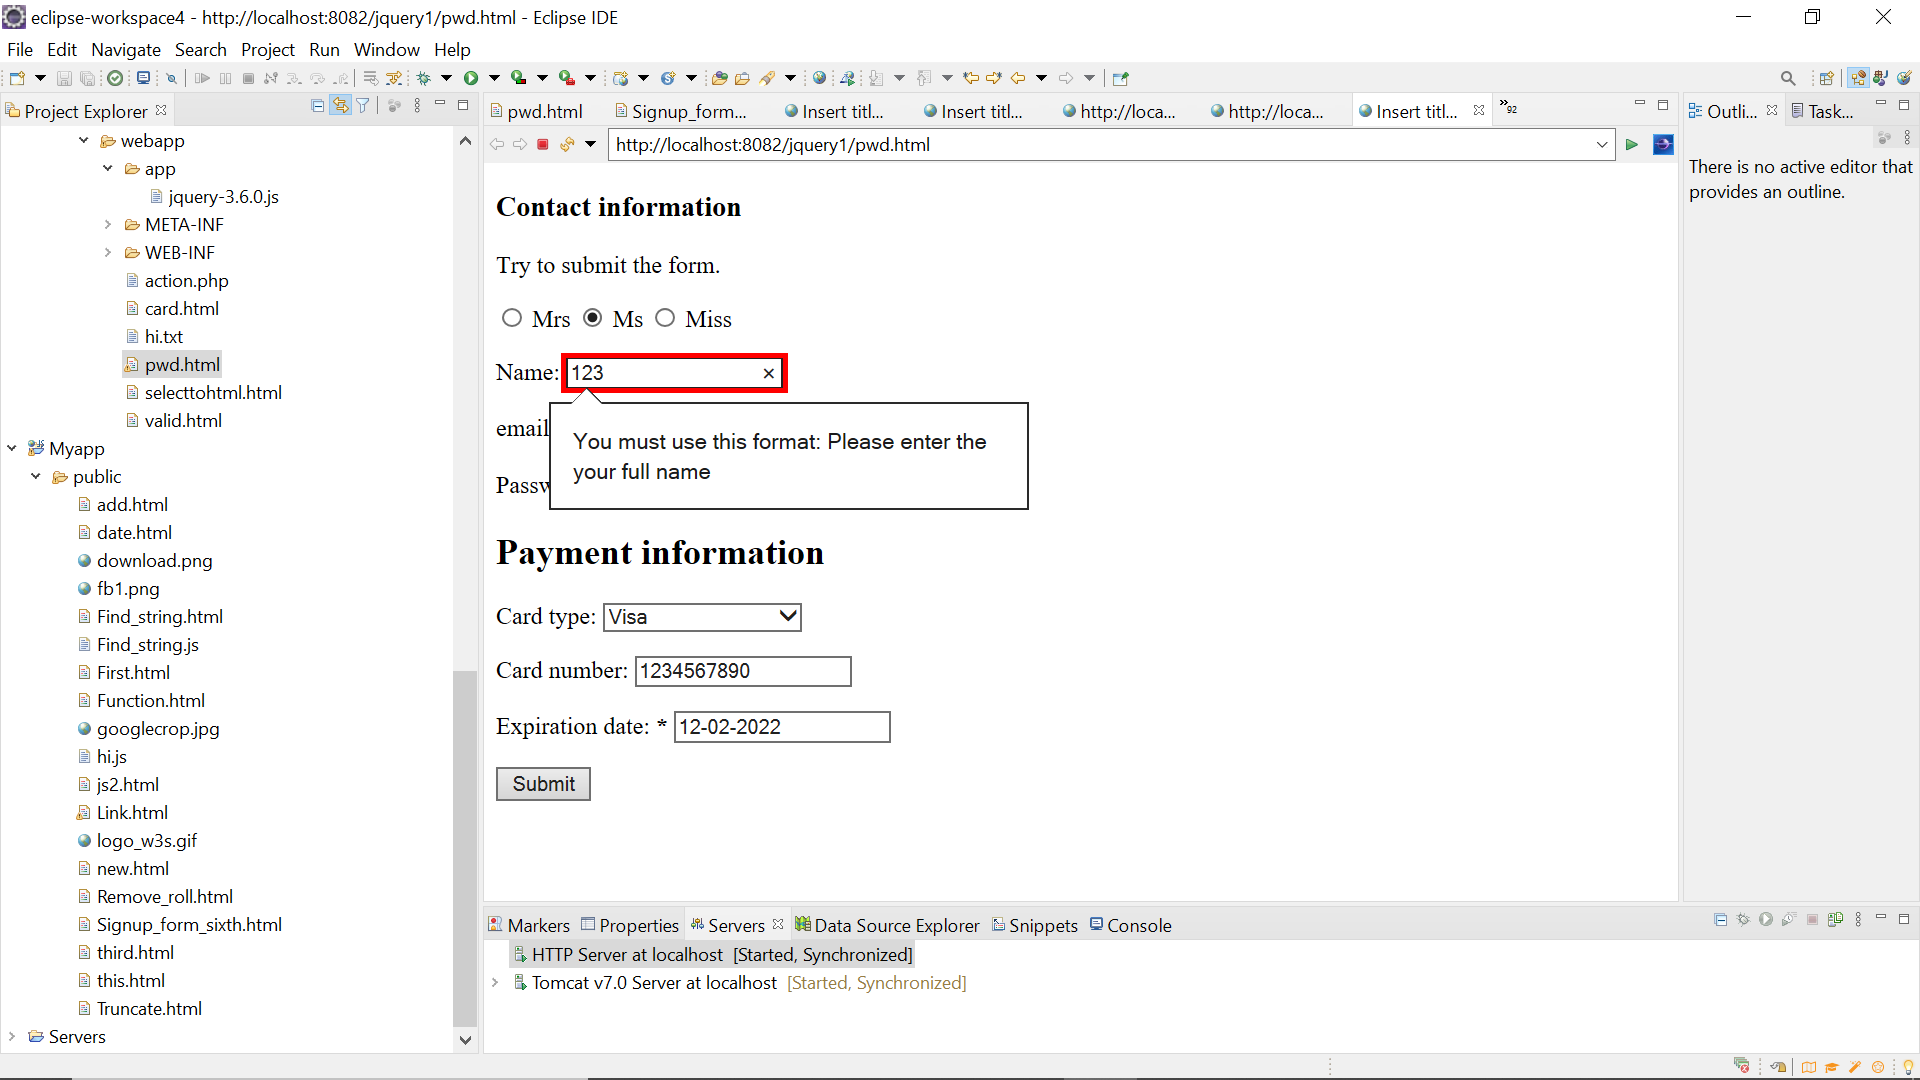 eclipse-workspace4 - http://localhost:8082/jquery1/pwd.html - Eclipse IDE
File Edit Navigate Search Project Run Window Help
Project Explorer
webapp
app
jquery-3.6.0.js
META-INF
WEB-INF
action.php
card.html
hi.txt
pwd.html
selecttohtml.html
valid.html
Myapp
public
add.html
date.html
download.png
fb1.png
Find_string.html
Find_string.js
First.html
Function.html
googlecrop.jpg
hi.js
js2.html
Link.html
logo_w3s.gif
new.html
Remove_roll.html
Signup_form_sixth.html
third.html
this.html
Truncate.html
Servers
pwd.html Signup_form... Insert titl... Insert titl... http://loca... http://loca... Insert titl... »92
http://localhost:8082/jquery1/pwd.html
Contact information
Try to submit the form.
Mrs Ms Miss
Name: 123
email
You must use this format: Please enter the
your full name
Passw
Payment information
Card type: Visa
Card number: 1234567890
Expiration date: * 12-02-2022
Submit
Outli... Task...
There is no active editor that
provides an outline.
Markers Properties Servers Data Source Explorer Snippets Console
HTTP Server at localhost [Started, Synchronized]
Tomcat v7.0 Server at localhost [Started, Synchronized]